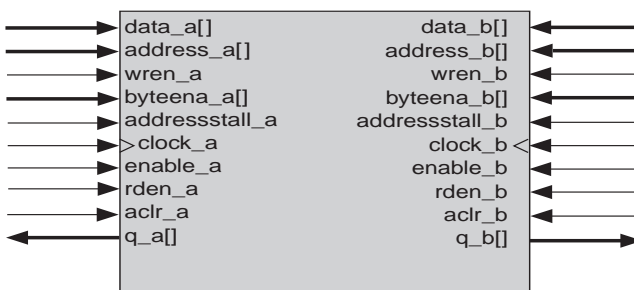 data_a[] data_b[]
address_a[] address_b[]
wren_a wren_b
byteena_a[] byteena_b[]
addressstall_a addressstall_b
>clock_a clock_b <
enable_a enable_b
rden_a rden_b
aclr_a aclr_b
q_a[] q_b[]